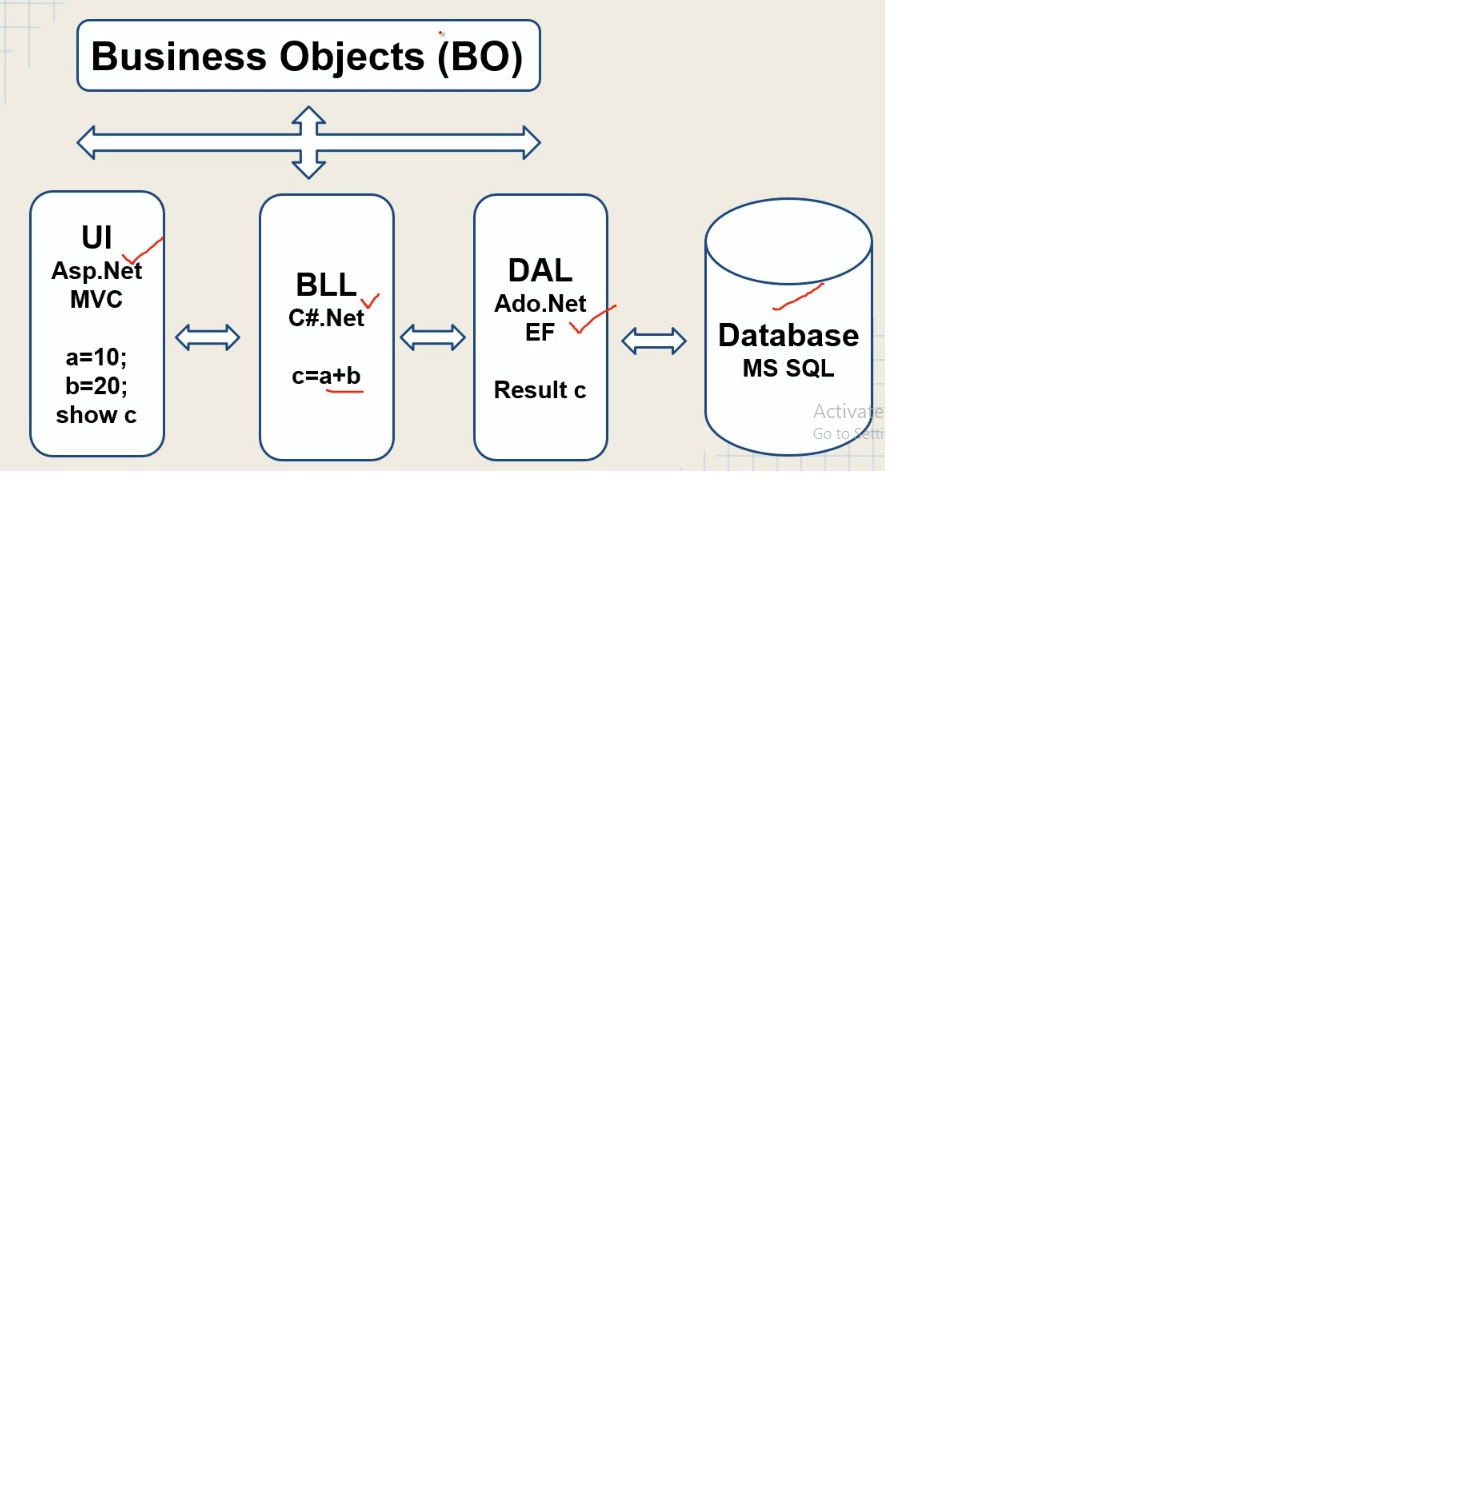 Business Objects (BO)
UI
Asp.Net
MVC
a=10;
b=20;
show c
BLL
C#.Net
c=a+b
DAL
Ado.Net
EF
Result c
Database
MS SQL
Activate
Go to Setti